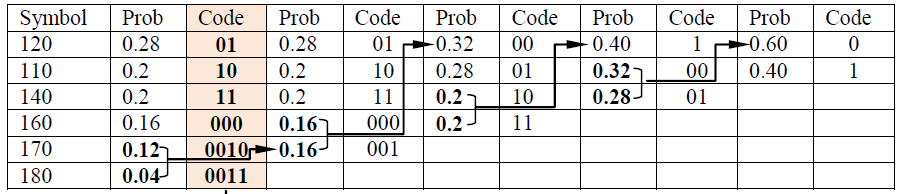 Symbol Prob Code Prob Code Prob Code Prob Code Prob Code
120 0.28 01 0.28 01 0.32 00 0.40 1 0.60 0
110 0.2 10 0.2 10 0.28 01 0.32 00 0.40 1
140 0.2 11 0.2 11 0.2 10 0.28 01
160 0.16 000 0.16 000 0.2 11
170 0.12 0010 0.16 001
180 0.04 0011